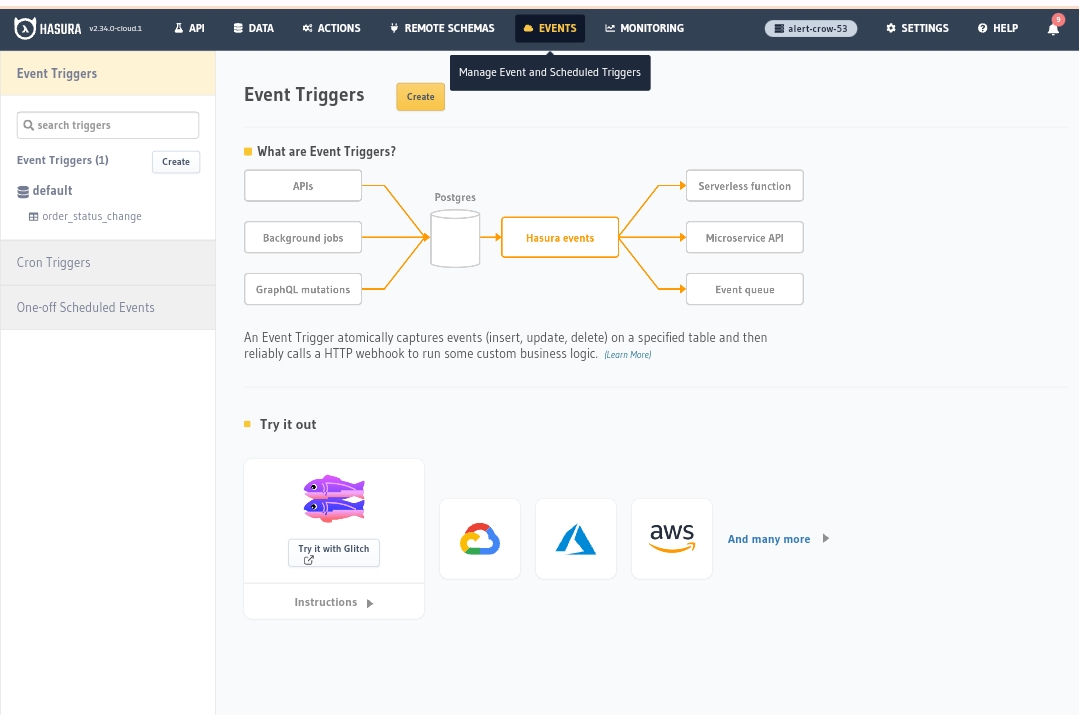 HASURA v2.34.0-cloud.1 API DATA ACTIONS REMOTE SCHEMAS EVENTS MONITORING alert-crow-53 SETTINGS HELP 9
Manage Event and Scheduled Triggers
Event Triggers
search triggers
Event Triggers (1) Create
default
order_status_change
Cron Triggers
One-off Scheduled Events
Event Triggers Create
What are Event Triggers?
APIs
Background jobs
GraphQL mutations
Postgres
Hasura events
Serverless function
Microservice API
Event queue
An Event Trigger atomically captures events (insert, update, delete) on a specified table and then
reliably calls a HTTP webhook to run some custom business logic. (Learn More)
Try it out
Try it with Glitch
Instructions
aws
And many more